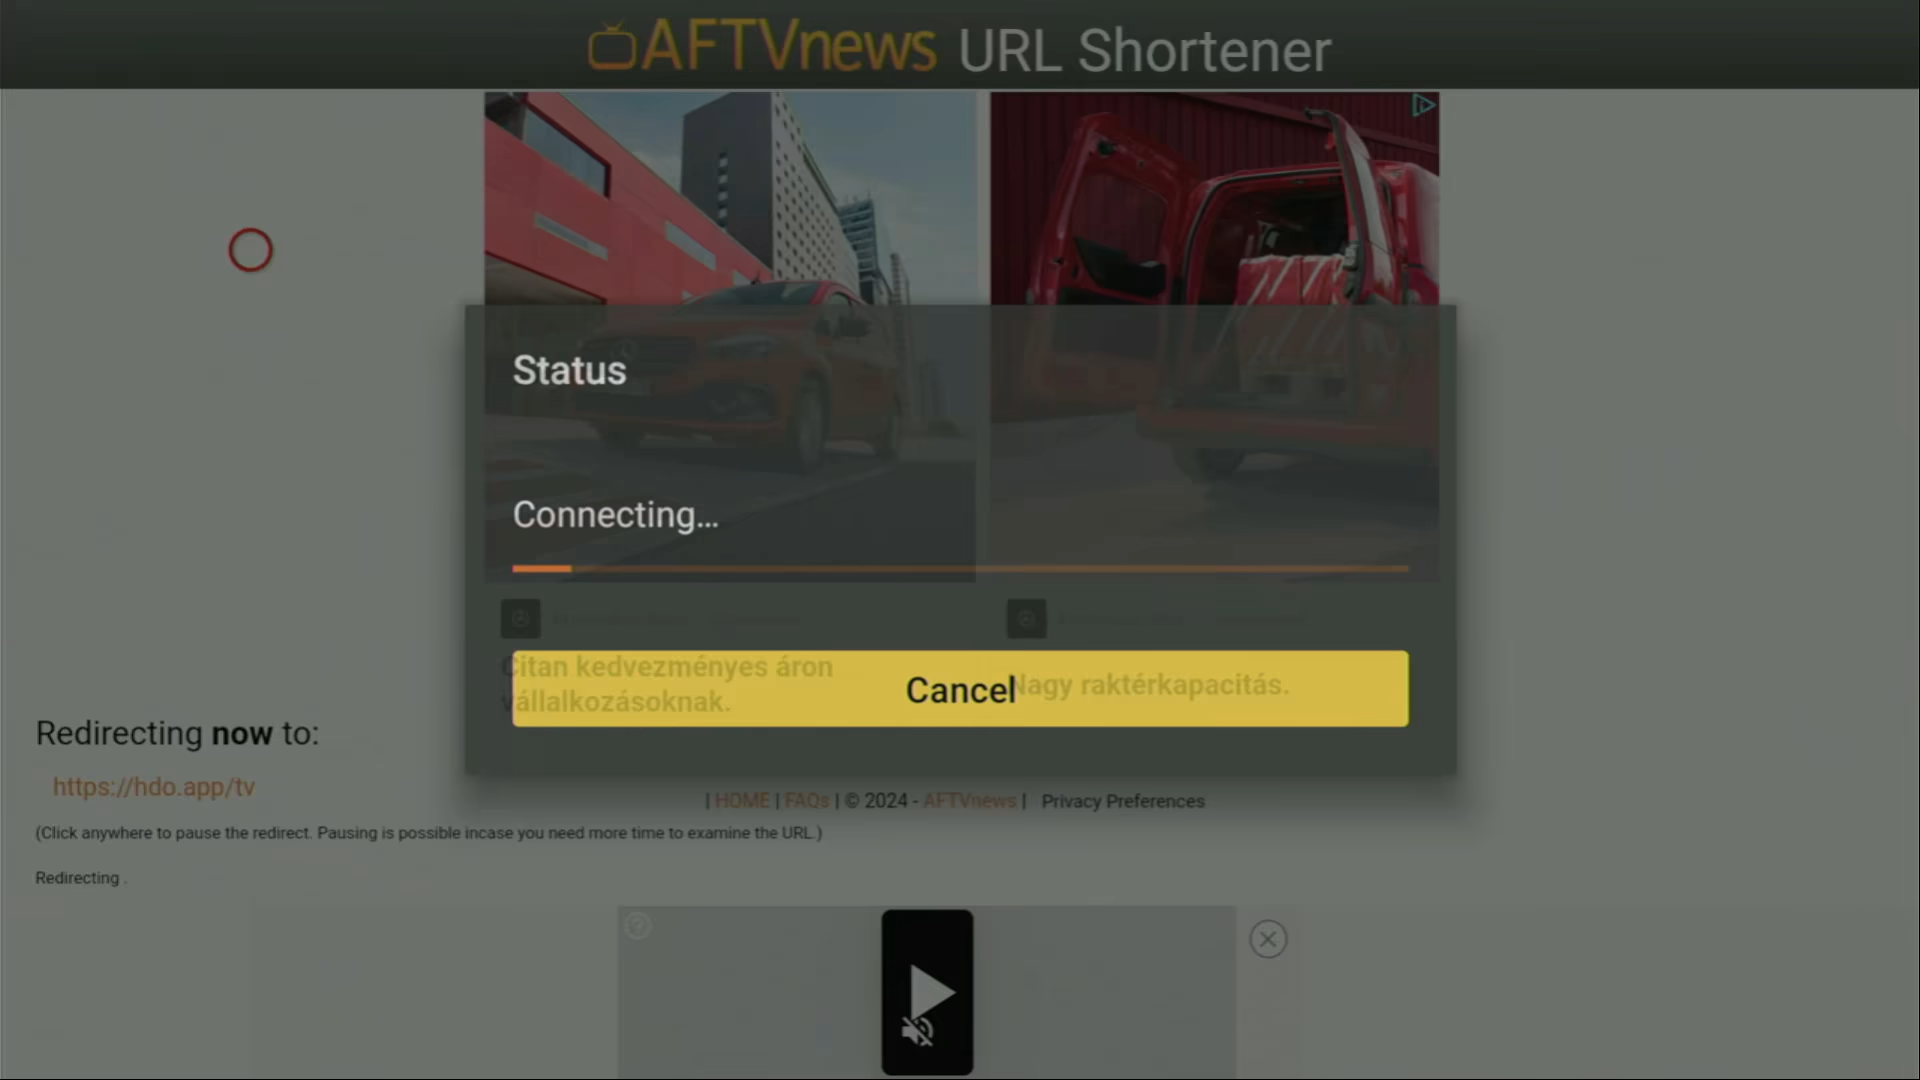 AFTVnews URL Shortener
Status
Connecting...
Citan kedvezményes áron
vállalkozásoknak.
Cancel
Nagy raktérkapacitás.
Redirecting now to:
https://hdo.app/tv
| HOME | FAQs | © 2024 - AFTVnews | Privacy Preferences
(Click anywhere to pause the redirect. Pausing is possible incase you need more time to examine the URL.)
Redirecting .